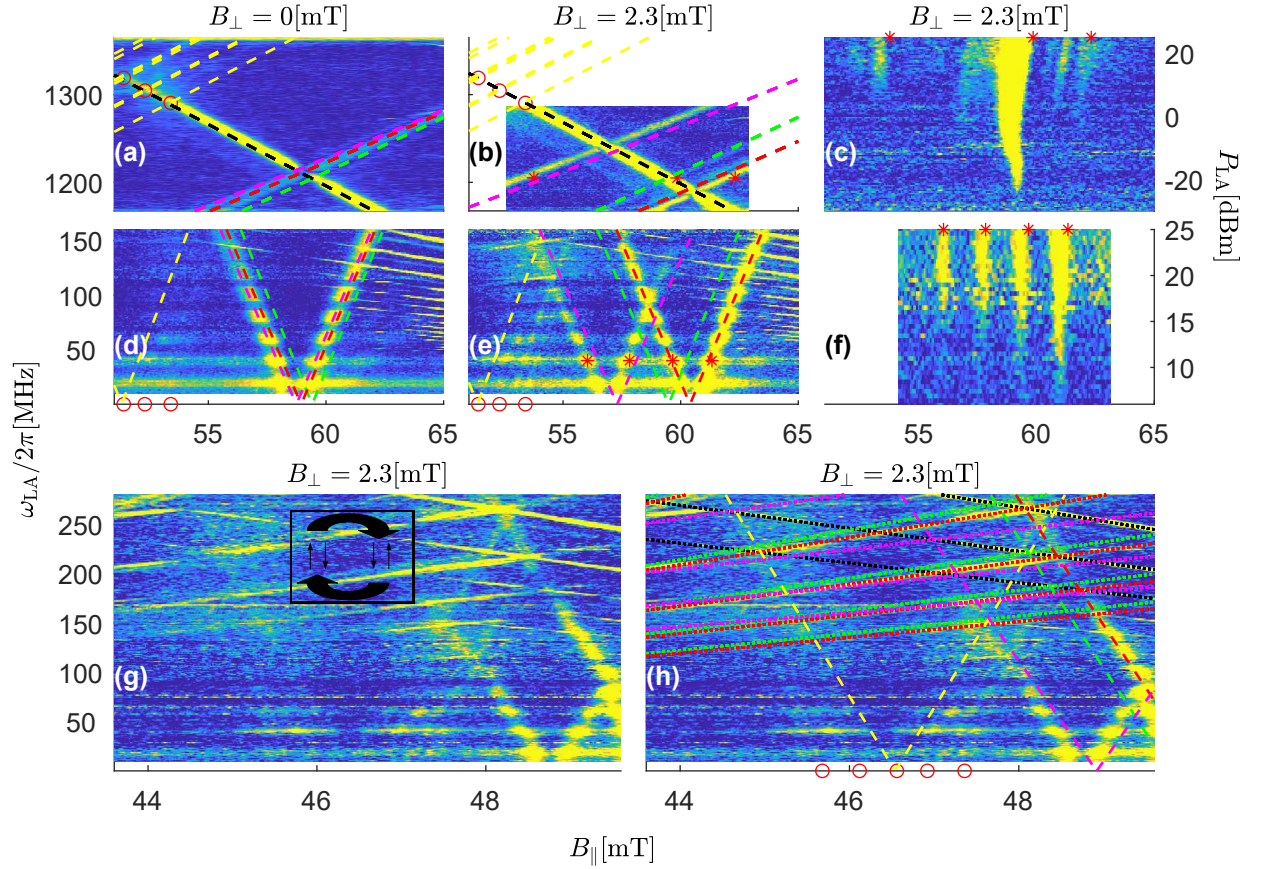 B⊥ = 0[mT]
B⊥ = 2.3[mT]
B⊥ = 2.3[mT]
1300
1200
(a)
(b)
(c)
20
0
-20
P_LA[dBm]
150
100
50
(d)
(e)
(f)
25
20
15
10
55
60
65
55
60
65
55
60
65
ω_LA/2π[MHz]
B⊥ = 2.3[mT]
B⊥ = 2.3[mT]
250
200
150
100
50
(g)
(h)
44
46
48
44
46
48
B∥[mT]